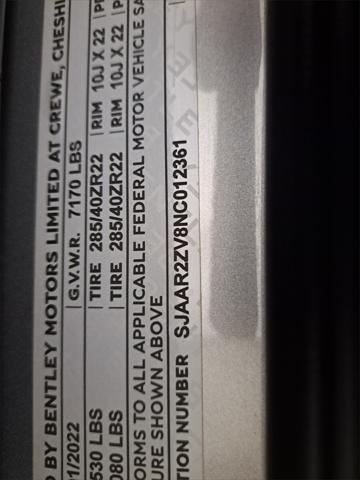 BY BENTLEY MOTORS LIMITED AT CREWE, CHESHI
1/2022 G.V.W.R. 7170 LBS
530 LBS TIRE 285/40ZR22 RIM 10J X 22
080 LBS TIRE 285/40ZR22 RIM 10J X 22 P
ORMS TO ALL APPLICABLE FEDERAL MOTOR VEHICLE SA
URE SHOWN ABOVE
TION NUMBER SJAAR2ZV8NC012361